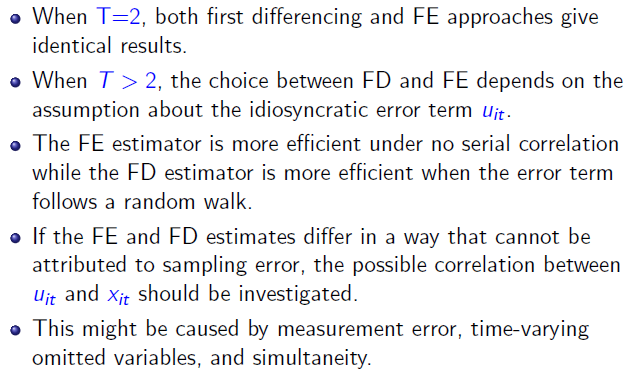 When T=2, both first differencing and FE approaches give
identical results.
When T > 2, the choice between FD and FE depends on the
assumption about the idiosyncratic error term uit.
The FE estimator is more efficient under no serial correlation
while the FD estimator is more efficient when the error term
follows a random walk.
If the FE and FD estimates differ in a way that cannot be
attributed to sampling error, the possible correlation between
uit and xit should be investigated.
This might be caused by measurement error, time-varying
omitted variables, and simultaneity.